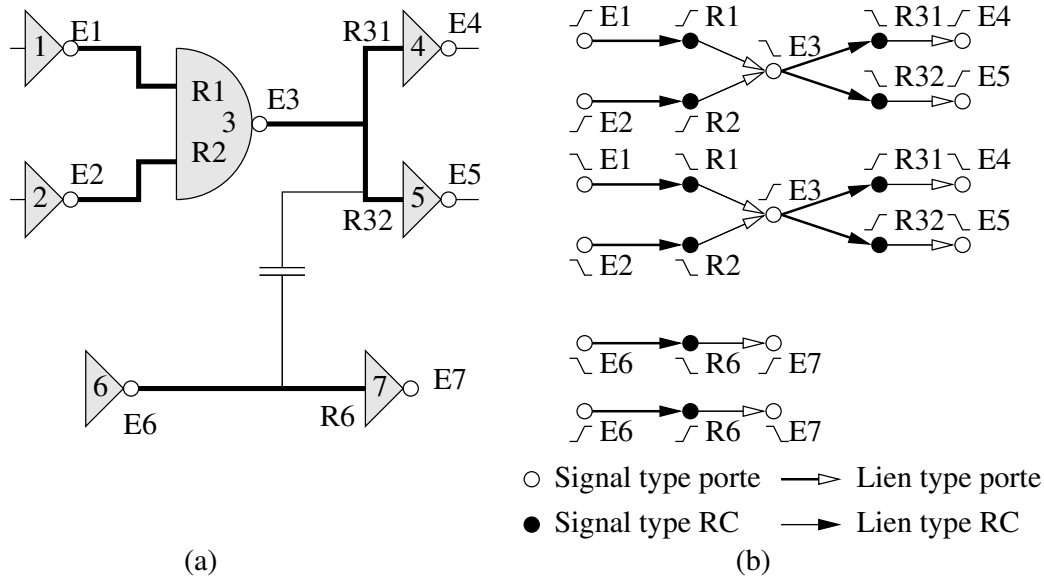 1 E1
R31 4 E4
R1
3 E3
R2
2 E2
R32 5 E5
6 E6
R6 7 E7
(a)
E1 R1 E3 R31 E4
R32 E5
E2 R2
E1 R1 E3 R31 E4
R32 E5
E2 R2
E6 R6 E7
E6 R6 E7
Signal type porte Lien type porte
Signal type RC Lien type RC
(b)